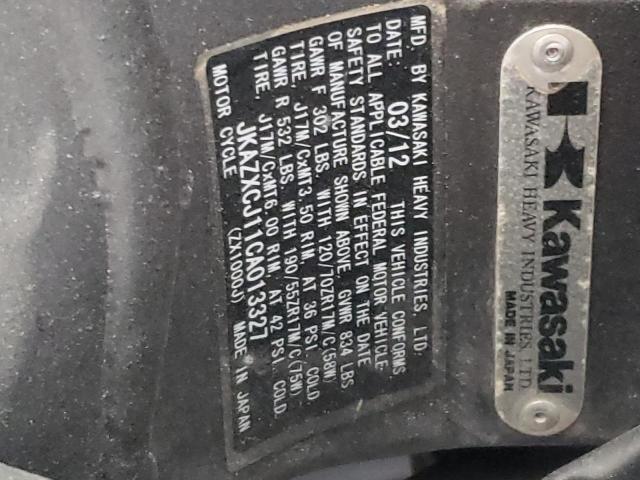 MFD. BY KAWASAKI HEAVY INDUSTRIES, LTD.
DATE: 03/12 THIS VEHICLE CONFORMS
TO ALL APPLICABLE FEDERAL MOTOR VEHICLE
SAFETY STANDARDS IN EFFECT ON THE DATE
OF MANUFACTURE SHOWN ABOVE. GVWR 834 LBS
GAWR F 302 LBS. WITH 120/70ZR17M/C(58W)
TIRE, J17M/CxMT3.50 RIM, AT 36 PSI. COLD.
GAWR R 532 LBS. WITH 190/55ZR17M/C(75W)
TIRE, J17M/CxMT6.00 RIM, AT 42 PSI. COLD.
JKAZXCJ11CA013327
MOTOR CYCLE (ZX1000J) MADE IN JAPAN
Kawasaki
KAWASAKI HEAVY INDUSTRIES, LTD.
MADE IN JAPAN